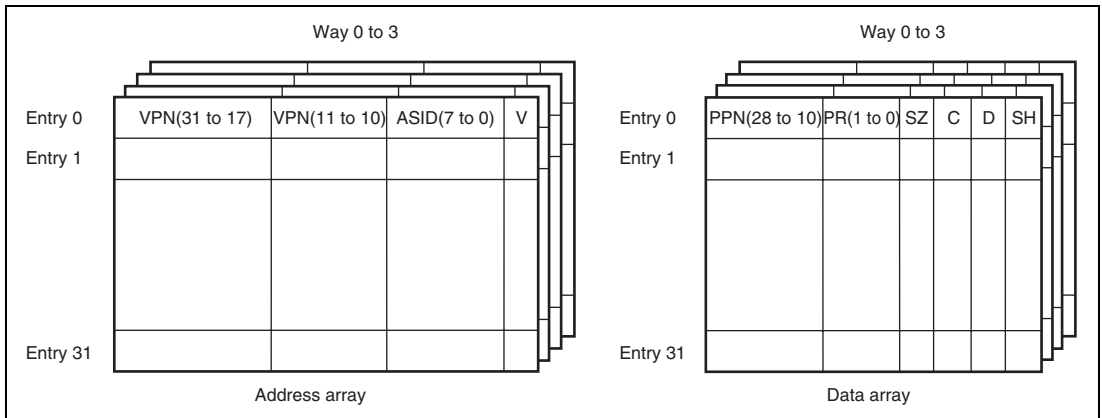 Way 0 to 3
Way 0 to 3
Entry 0
VPN(31 to 17)
VPN(11 to 10)
ASID(7 to 0)
V
Entry 1
Entry 31
Address array
Entry 0
PPN(28 to 10)
PR(1 to 0)
SZ
C
D
SH
Entry 1
Entry 31
Data array